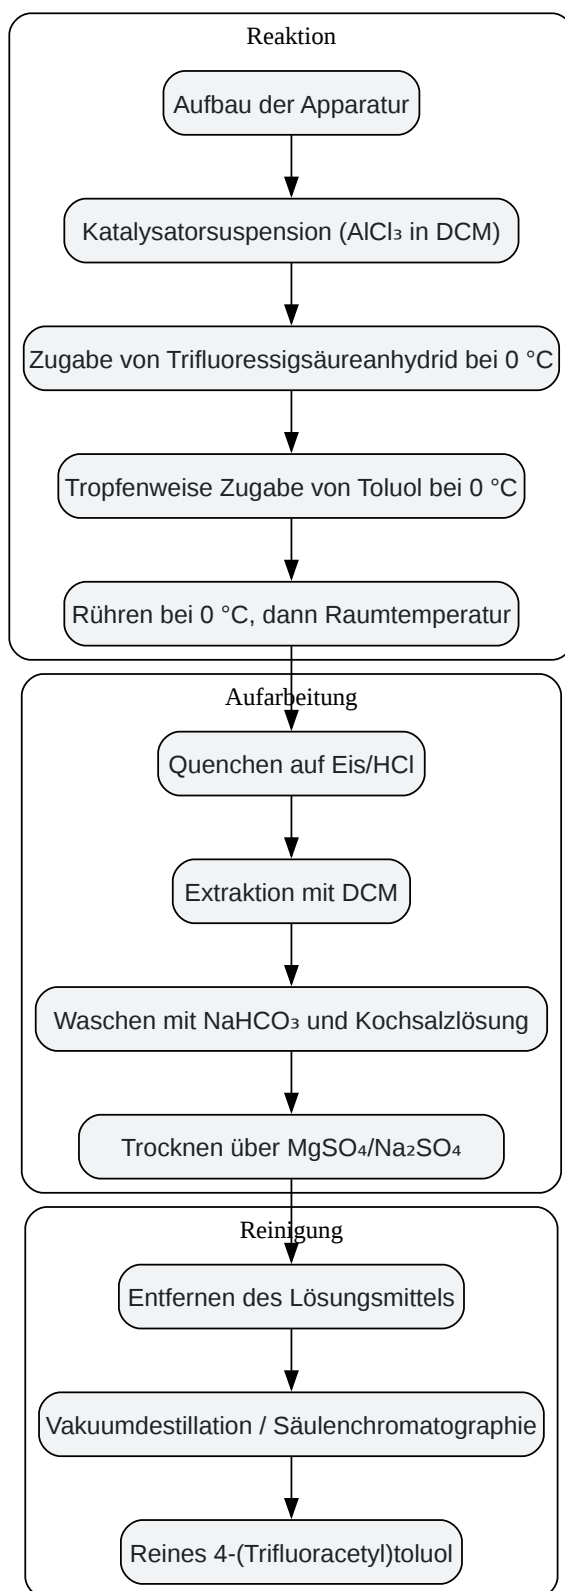 Reaktion
Aufbau der Apparatur
Katalysatorsuspension (AlCl₃ in DCM)
Zugabe von Trifluoressigsäureanhydrid bei 0 °C
Tropfenweise Zugabe von Toluol bei 0 °C
Rühren bei 0 °C, dann Raumtemperatur
Aufarbeitung
Quenchen auf Eis/HCl
Extraktion mit DCM
Waschen mit NaHCO₃ und Kochsalzlösung
Trocknen über MgSO₄/Na₂SO₄
Reinigung
Entfernen des Lösungsmittels
Vakuumdestillation / Säulenchromatographie
Reines 4-(Trifluoracetyl)toluol